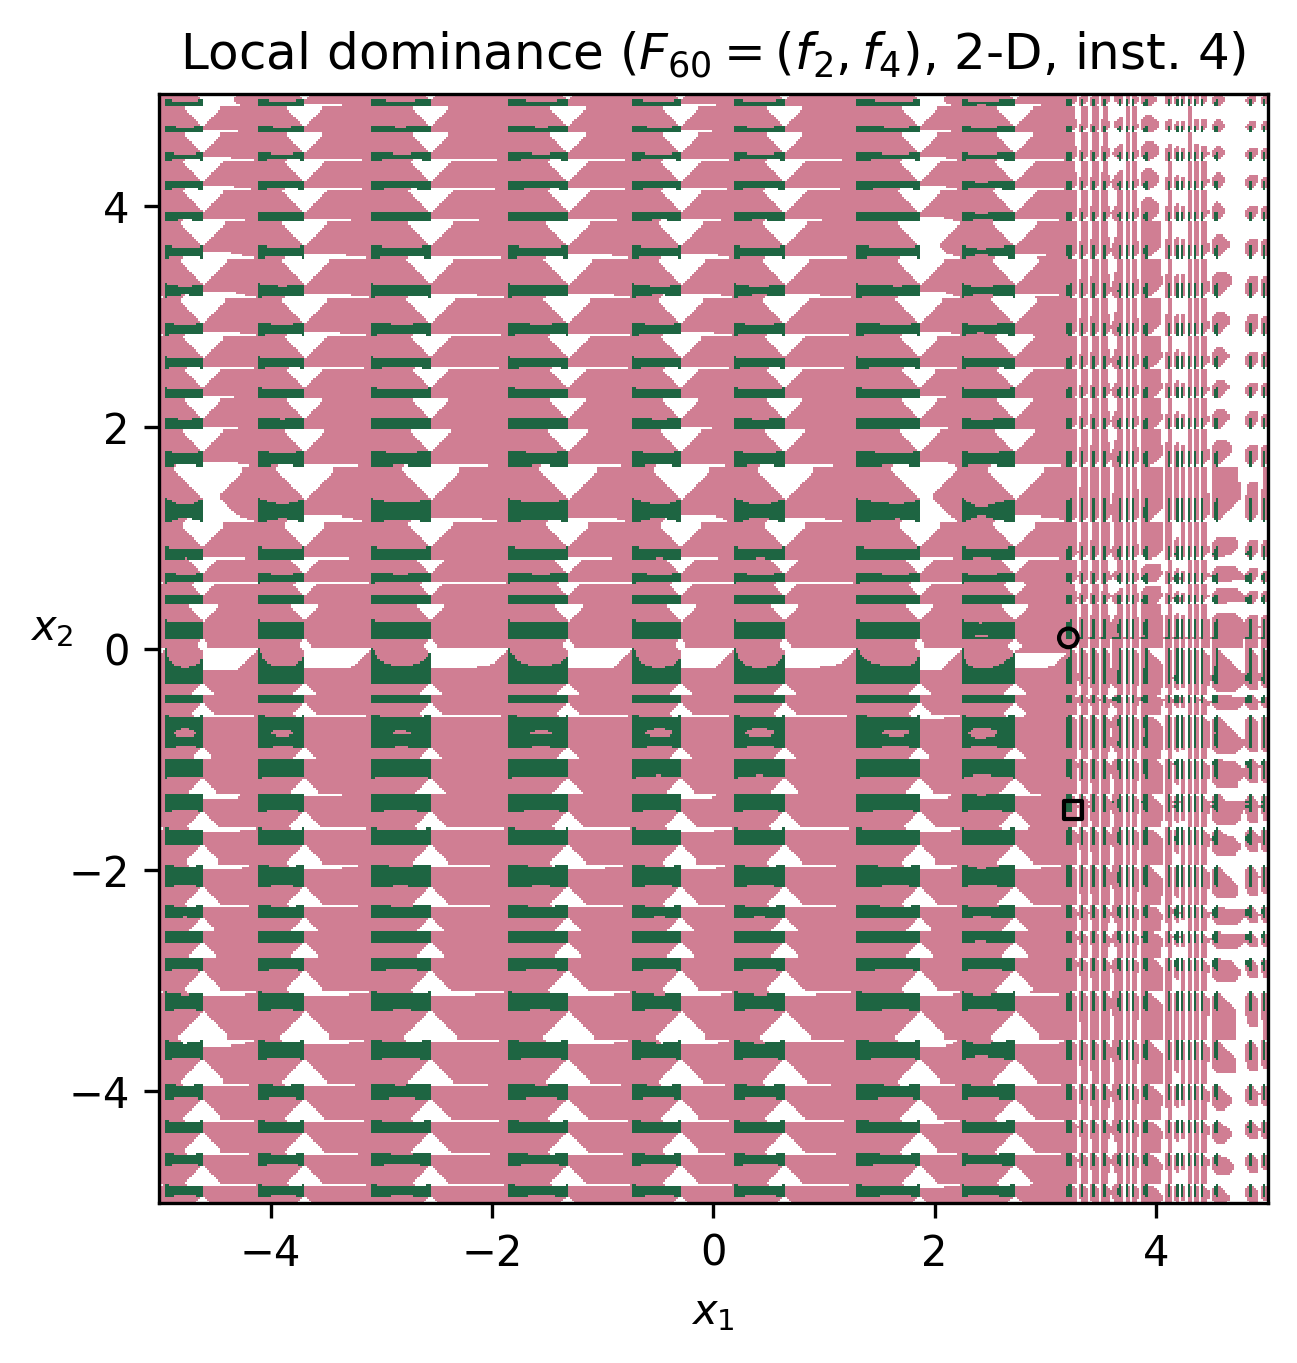 Local dominance (F₆₀ = (f₂, f₄), 2-D, inst. 4)
4
2
x₂
0
−2
−4
−4 −2 0 2 4
x₁